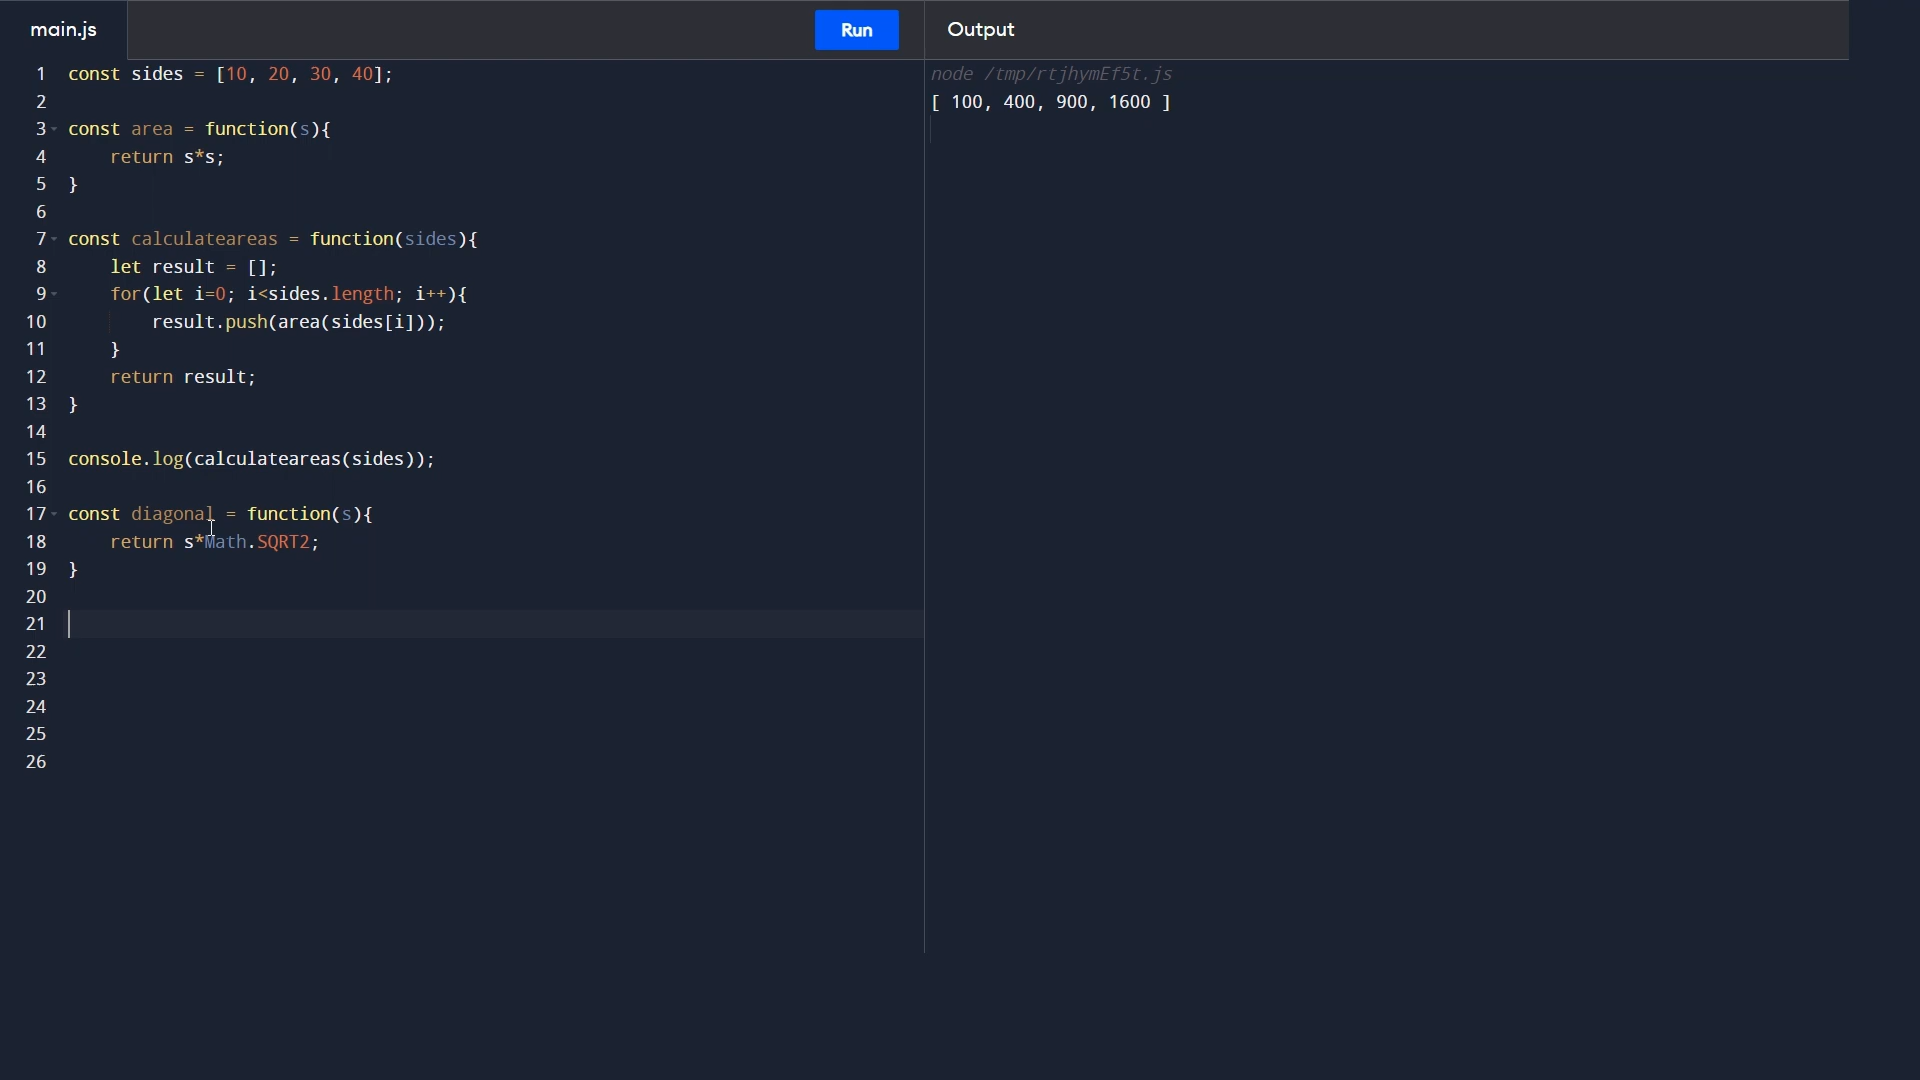 main.js
Run
Output
1 const sides = [10, 20, 30, 40];
2
3 const area = function(s){
4     return s*s;
5 }
6
7 const calculateareas = function(sides){
8     let result = [];
9     for(let i=0; i<sides.length; i++){
10         result.push(area(sides[i]));
11     }
12     return result;
13 }
14
15 console.log(calculateareas(sides));
16
17 const diagonal = function(s){
18     return s*Math.SQRT2;
19 }
20
21
22
23
24
25
26
node /tmp/rtjhymEf5t.js
[ 100, 400, 900, 1600 ]